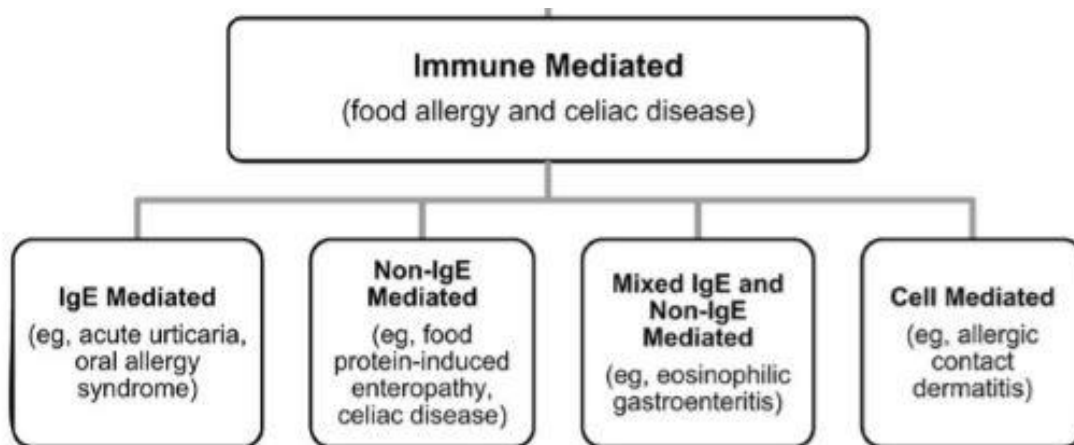 Immune Mediated
(food allergy and celiac disease)
IgE Mediated
(eg, acute urticaria,
oral allergy
syndrome)
Non-IgE
Mediated
(eg, food
protein-induced
enteropathy,
celiac disease)
Mixed IgE and
Non-IgE
Mediated
(eg, eosinophilic
gastroenteritis)
Cell Mediated
(eg, allergic
contact
dermatitis)